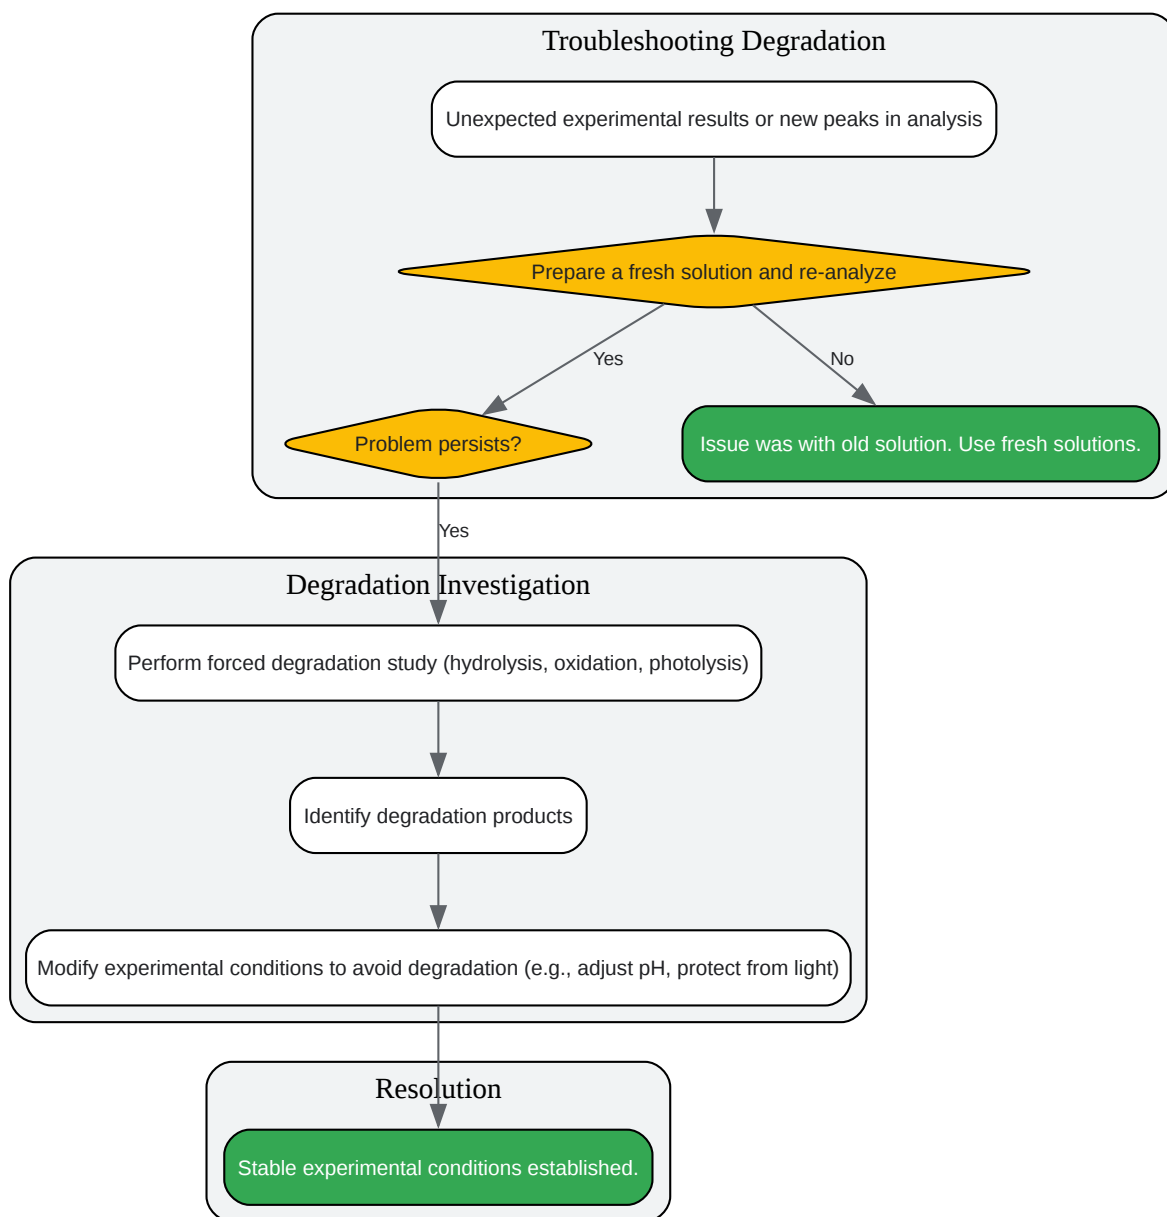 Troubleshooting Degradation
Unexpected experimental results or new peaks in analysis
Prepare a fresh solution and re-analyze
Yes
No
Problem persists?
Issue was with old solution. Use fresh solutions.
Yes
Degradation Investigation
Perform forced degradation study (hydrolysis, oxidation, photolysis)
Identify degradation products
Modify experimental conditions to avoid degradation (e.g., adjust pH, protect from light)
Resolution
Stable experimental conditions established.